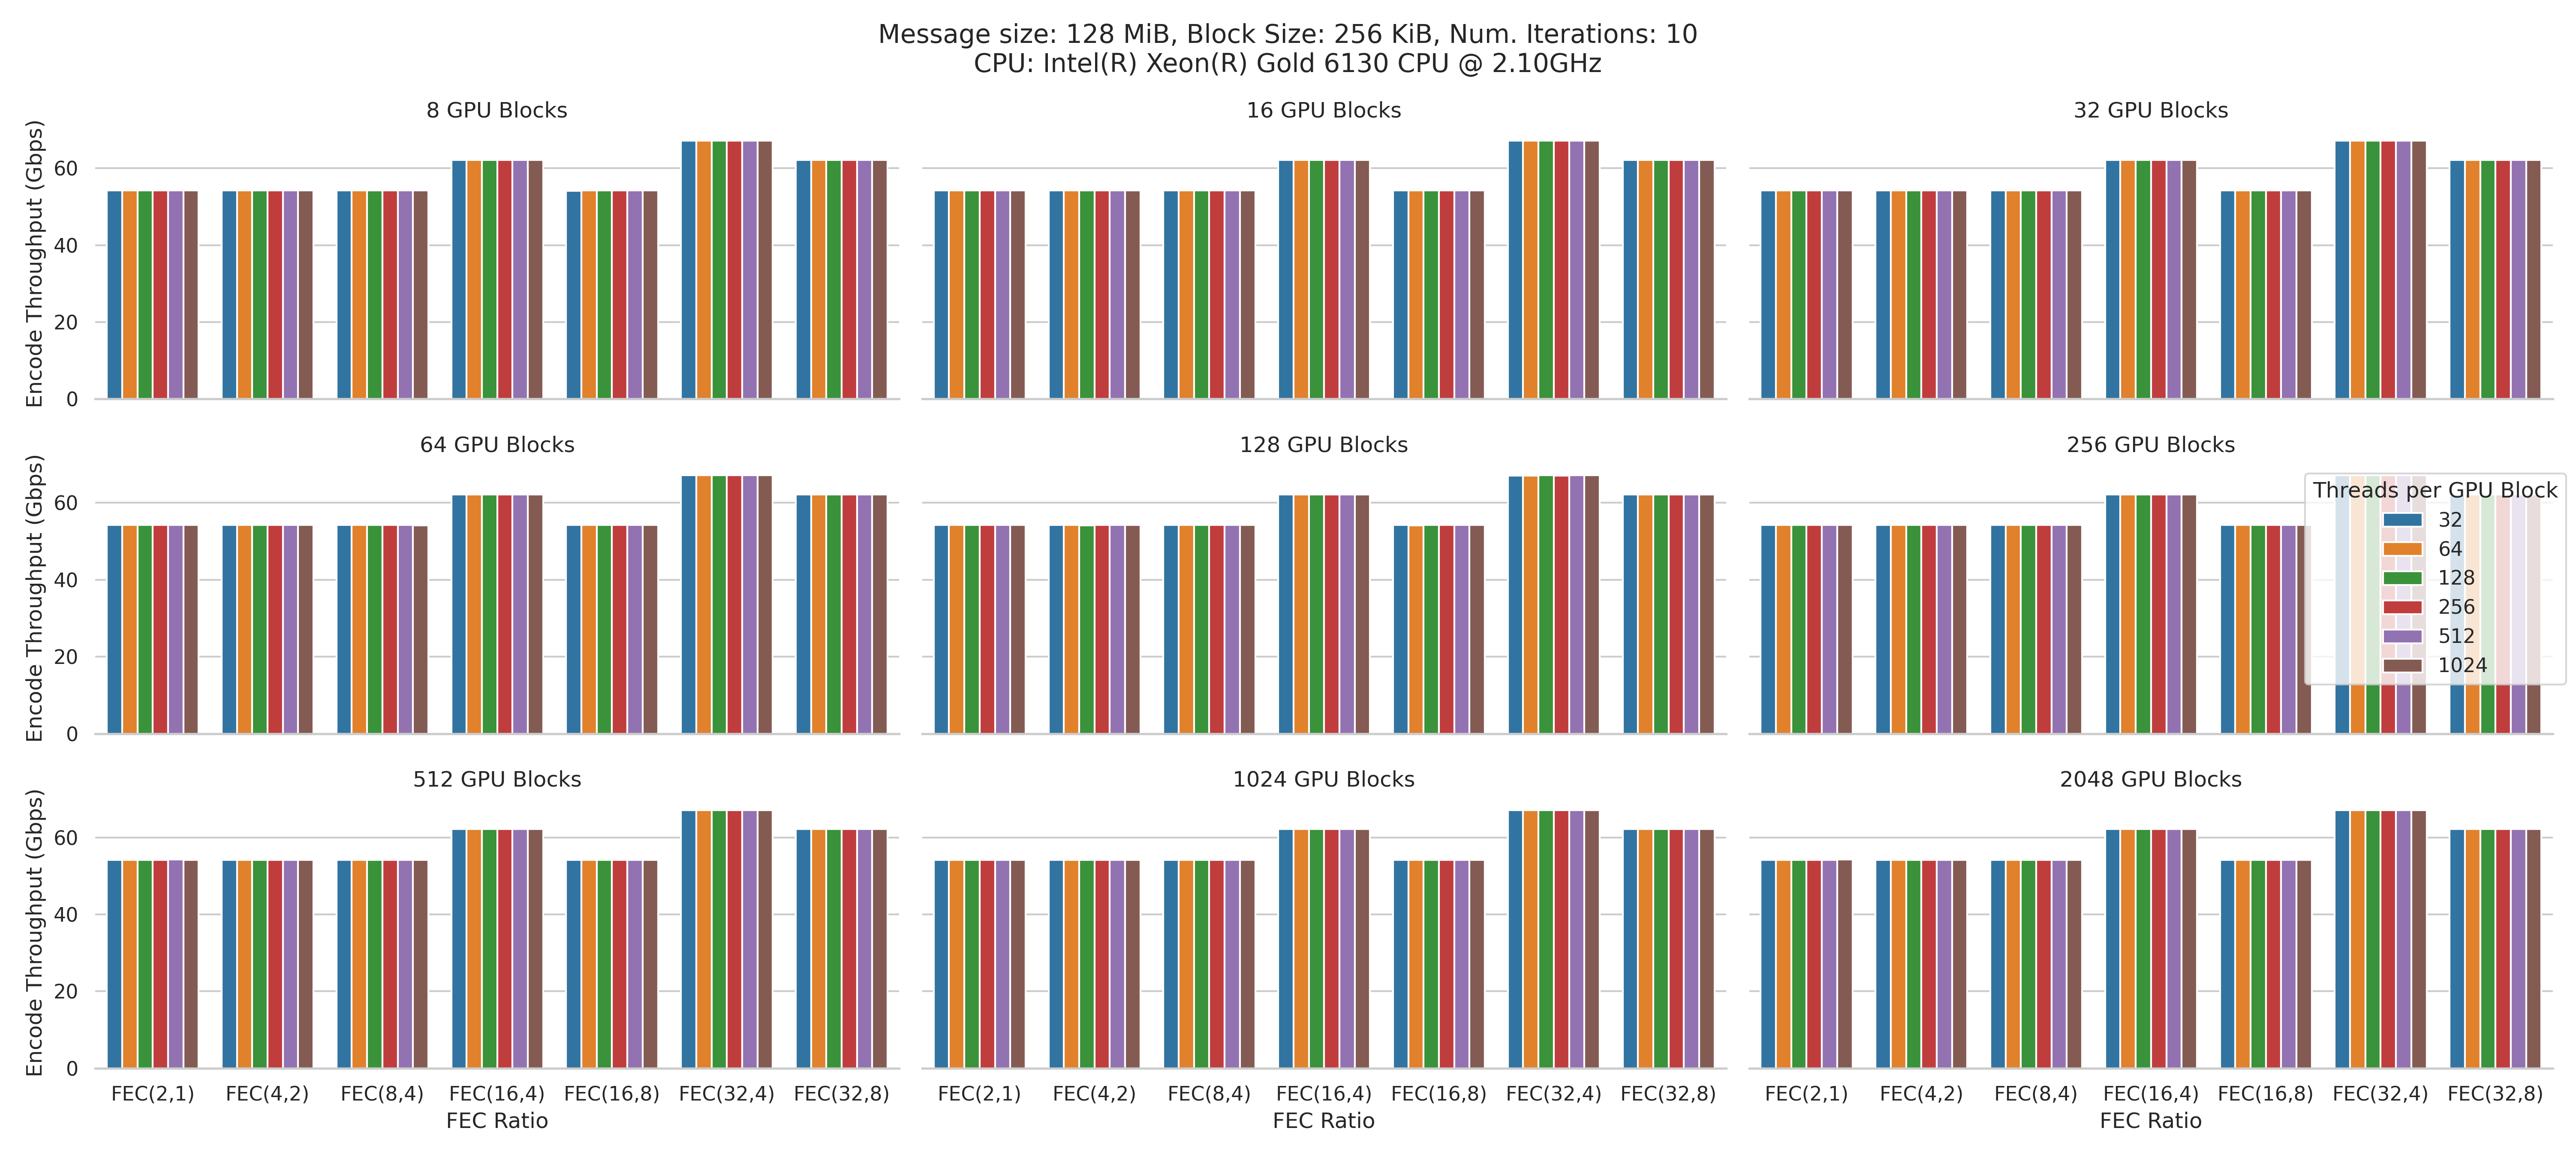 Message size: 128 MiB, Block Size: 256 KiB, Num. Iterations: 10
CPU: Intel(R) Xeon(R) Gold 6130 CPU @ 2.10GHz
8 GPU Blocks
16 GPU Blocks
32 GPU Blocks
Encode Throughput (Gbps)
60
40
20
0
64 GPU Blocks
128 GPU Blocks
256 GPU Blocks
Encode Throughput (Gbps)
60
40
20
0
Threads per GPU Block
32
64
128
256
512
1024
512 GPU Blocks
1024 GPU Blocks
2048 GPU Blocks
Encode Throughput (Gbps)
60
40
20
0
FEC(2,1) FEC(4,2) FEC(8,4) FEC(16,4) FEC(16,8) FEC(32,4) FEC(32,8)
FEC Ratio
FEC(2,1) FEC(4,2) FEC(8,4) FEC(16,4) FEC(16,8) FEC(32,4) FEC(32,8)
FEC Ratio
FEC(2,1) FEC(4,2) FEC(8,4) FEC(16,4) FEC(16,8) FEC(32,4) FEC(32,8)
FEC Ratio